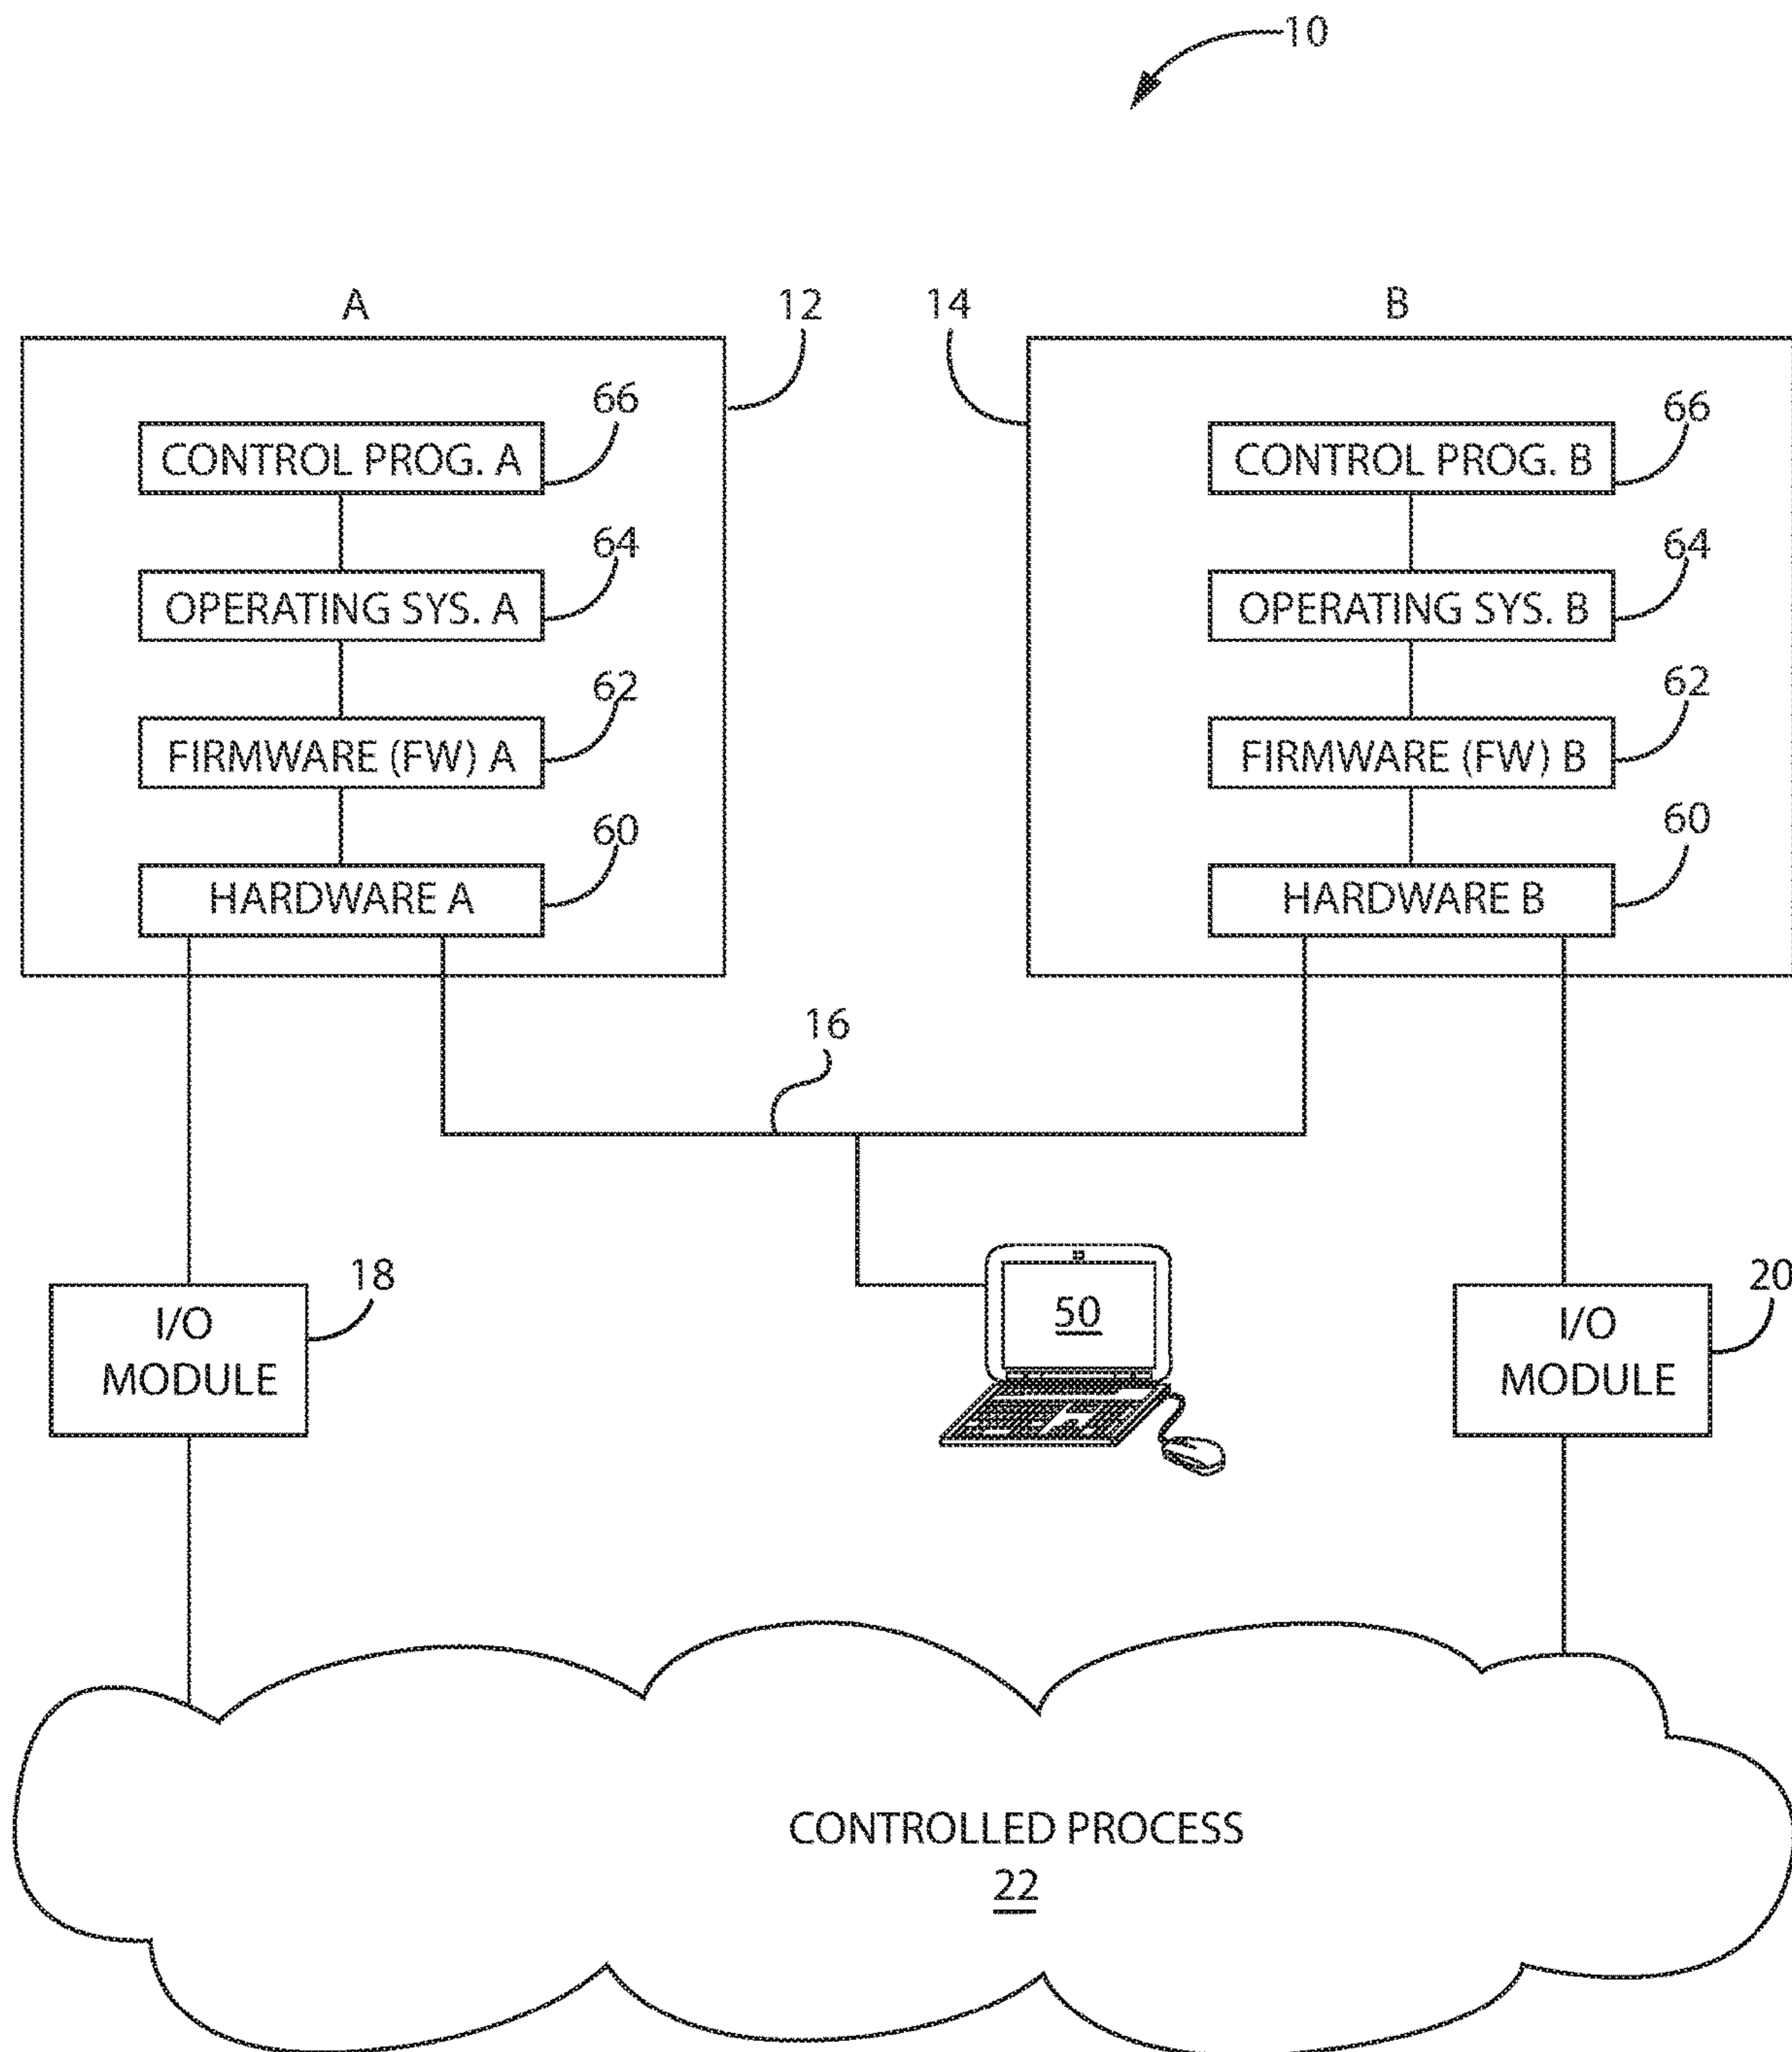 10
A
12
14
B
66
CONTROL PROG. A
66
CONTROL PROG. B
64
OPERATING SYS. A
64
OPERATING SYS. B
62
FIRMWARE (FW) A
62
FIRMWARE (FW) B
60
HARDWARE A
60
HARDWARE B
16
18
I/O
MODULE
50
20
I/O
MODULE
CONTROLLED PROCESS
22